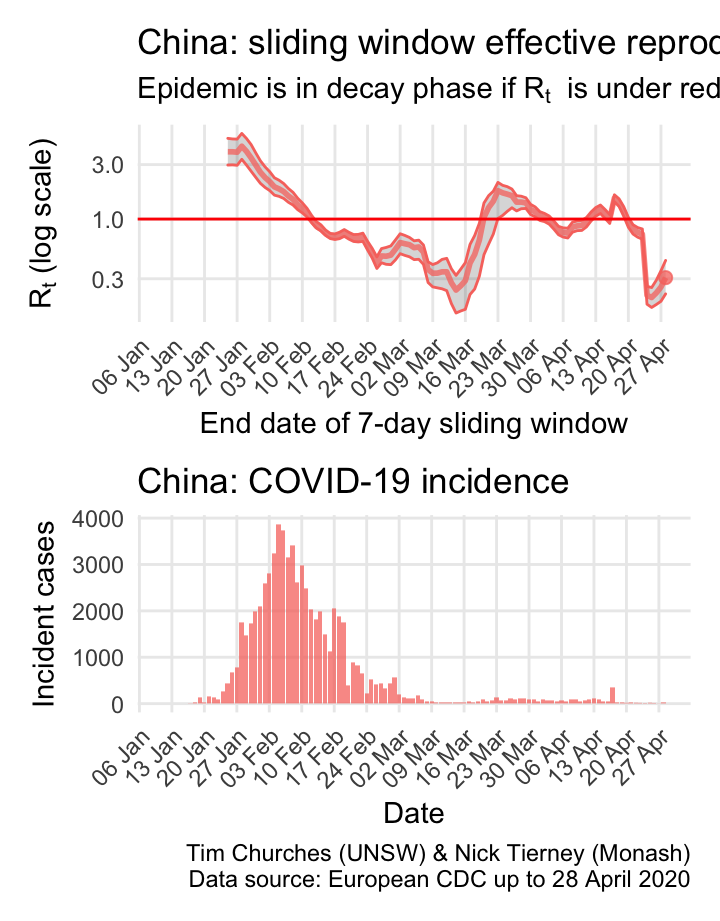 China: sliding window effective reprod
Epidemic is in decay phase if Rt is under red
Rt (log scale)
3.0
1.0
0.3
06 Jan 13 Jan 20 Jan 27 Jan 03 Feb 10 Feb 17 Feb 24 Feb 02 Mar 09 Mar 16 Mar 23 Mar 30 Mar 06 Apr 13 Apr 20 Apr 27 Apr
End date of 7-day sliding window
China: COVID-19 incidence
Incident cases
4000
3000
2000
1000
0
06 Jan 13 Jan 20 Jan 27 Jan 03 Feb 10 Feb 17 Feb 24 Feb 02 Mar 09 Mar 16 Mar 23 Mar 30 Mar 06 Apr 13 Apr 20 Apr 27 Apr
Date
Tim Churches (UNSW) & Nick Tierney (Monash)
Data source: European CDC up to 28 April 2020